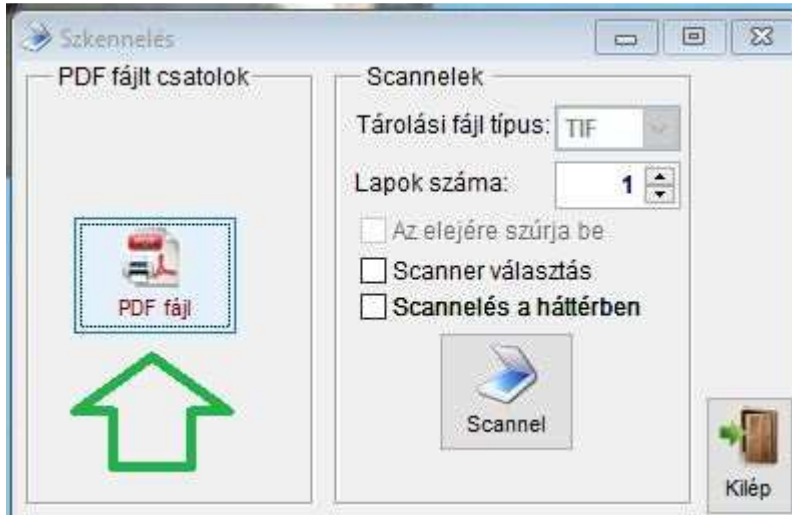 Szkennelés
PDF fájlt csatolok
PDF fájl
Scannelek
Tárolási fájl típus: TIF
Lapok száma: 1
Az elejére szúrja be
Scanner választás
Scannelés a háttérben
Scannel
Kilép